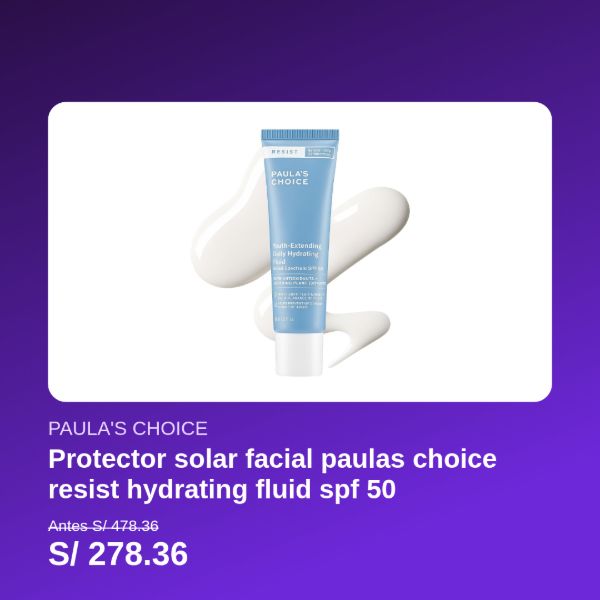 RESIST
PAULA'S
CHOICE
Youth-Extending
Daily Hydrating
Fluid
PAULA'S CHOICE
Protector solar facial paulas choice
resist hydrating fluid spf 50
Antes S/ 478.36
S/ 278.36